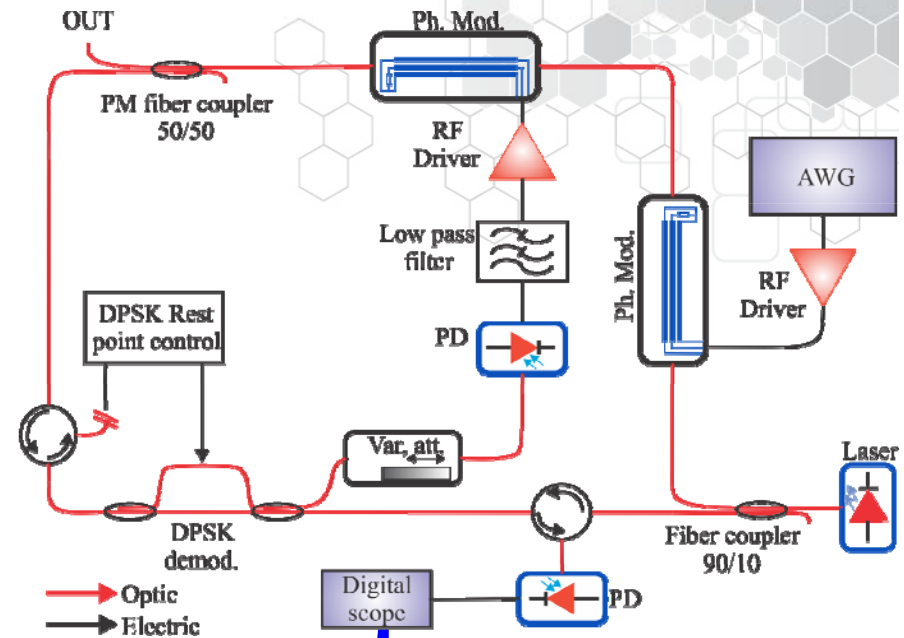 OUT
Ph. Mod.
PM fiber coupler
50/50
RF
Driver
AWG
Low pass
filter
Ph. Mod.
RF
Driver
DPSK Rest
point control
PD
Var, att,
Laser
DPSK
demod.
Fiber coupler
90/10
Optic
Electric
Digital
scope
PD